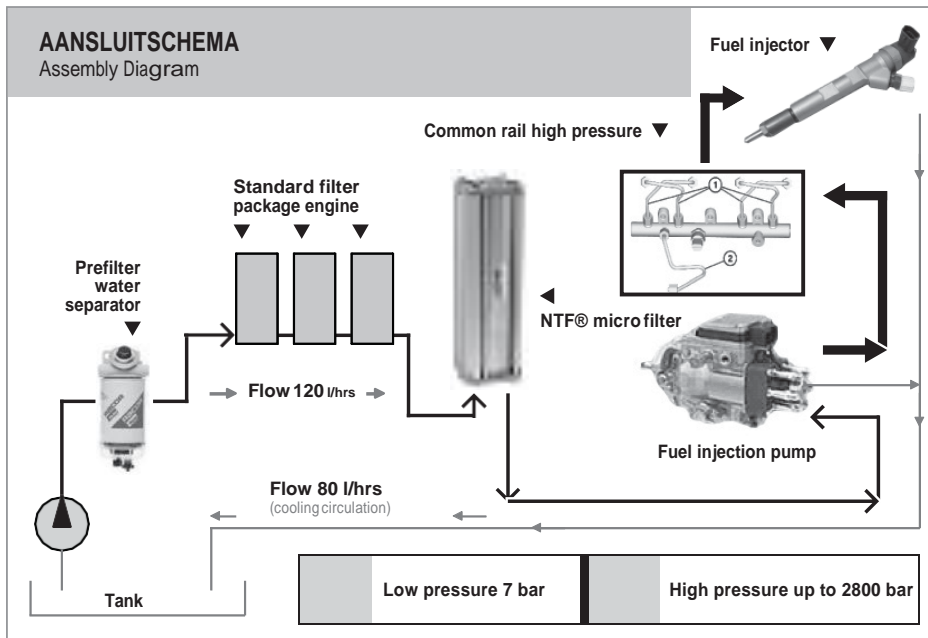 AANSLUITSCHEMA
Assembly Diagram
Fuel injector ▼
Common rail high pressure ▼
Standard filter
package engine
▼ ▼ ▼
Prefilter
water
separator
▼
1
2
◀
NTF® micro filter
Flow 120 l/hrs
Fuel injection pump
Flow 80 l/hrs
(cooling circulation)
Tank
Low pressure 7 bar
High pressure up to 2800 bar